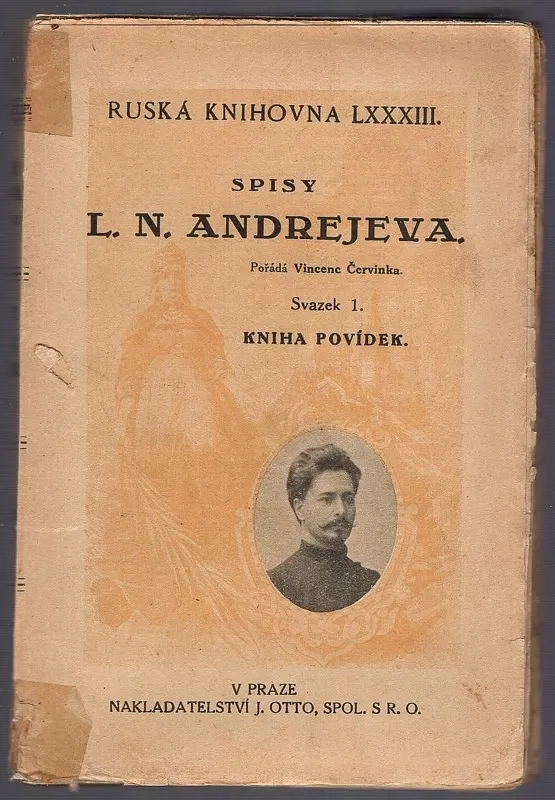 RUSKÁ KNIHOVNA LXXXIII.
SPISY
L. N. ANDREJEVA.
Pořádá Vincenc Červinka.
Svazek 1.
KNIHA POVÍDEK.
V PRAZE
NAKLADATELSTVÍ J. OTTO, SPOL. S R. O.